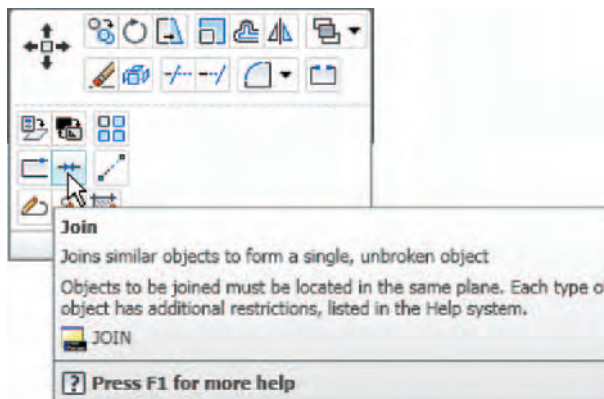 Join
Joins similar objects to form a single, unbroken object
Objects to be joined must be located in the same plane. Each type o
object has additional restrictions, listed in the Help system.
JOIN
? Press F1 for more help